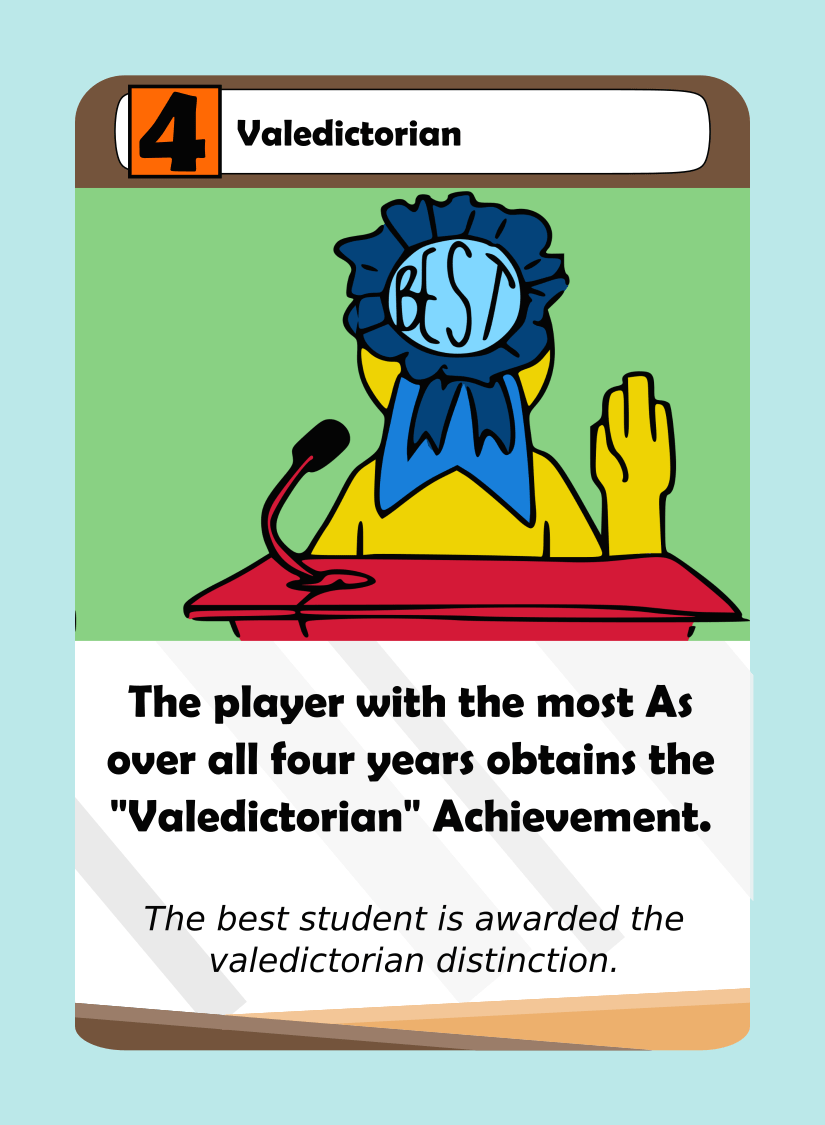 4 Valedictorian
BEST
The player with the most As
over all four years obtains the
"Valedictorian" Achievement.
The best student is awarded the
valedictorian distinction.